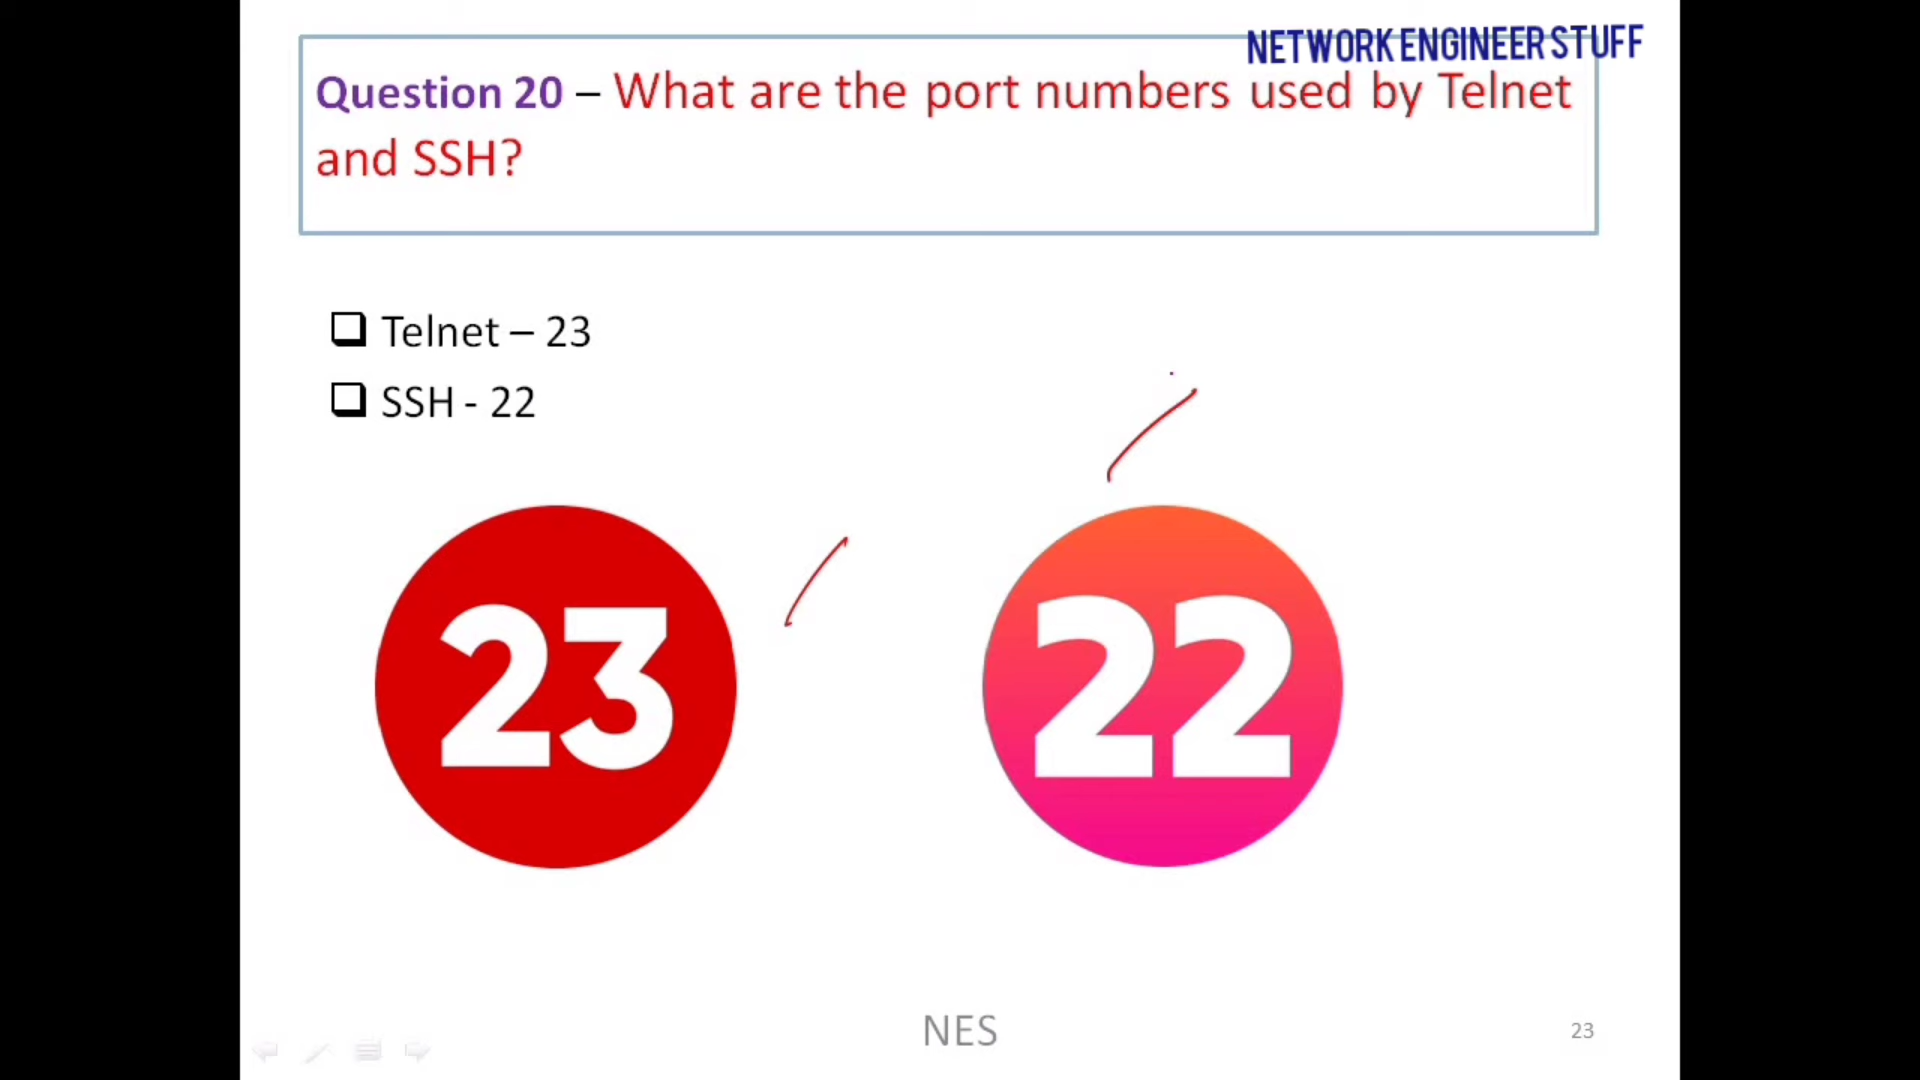 NETWORK ENGINEER STUFF
Question 20 – What are the port numbers used by Telnet
and SSH?
Telnet – 23
SSH - 22
23
22
NES
23